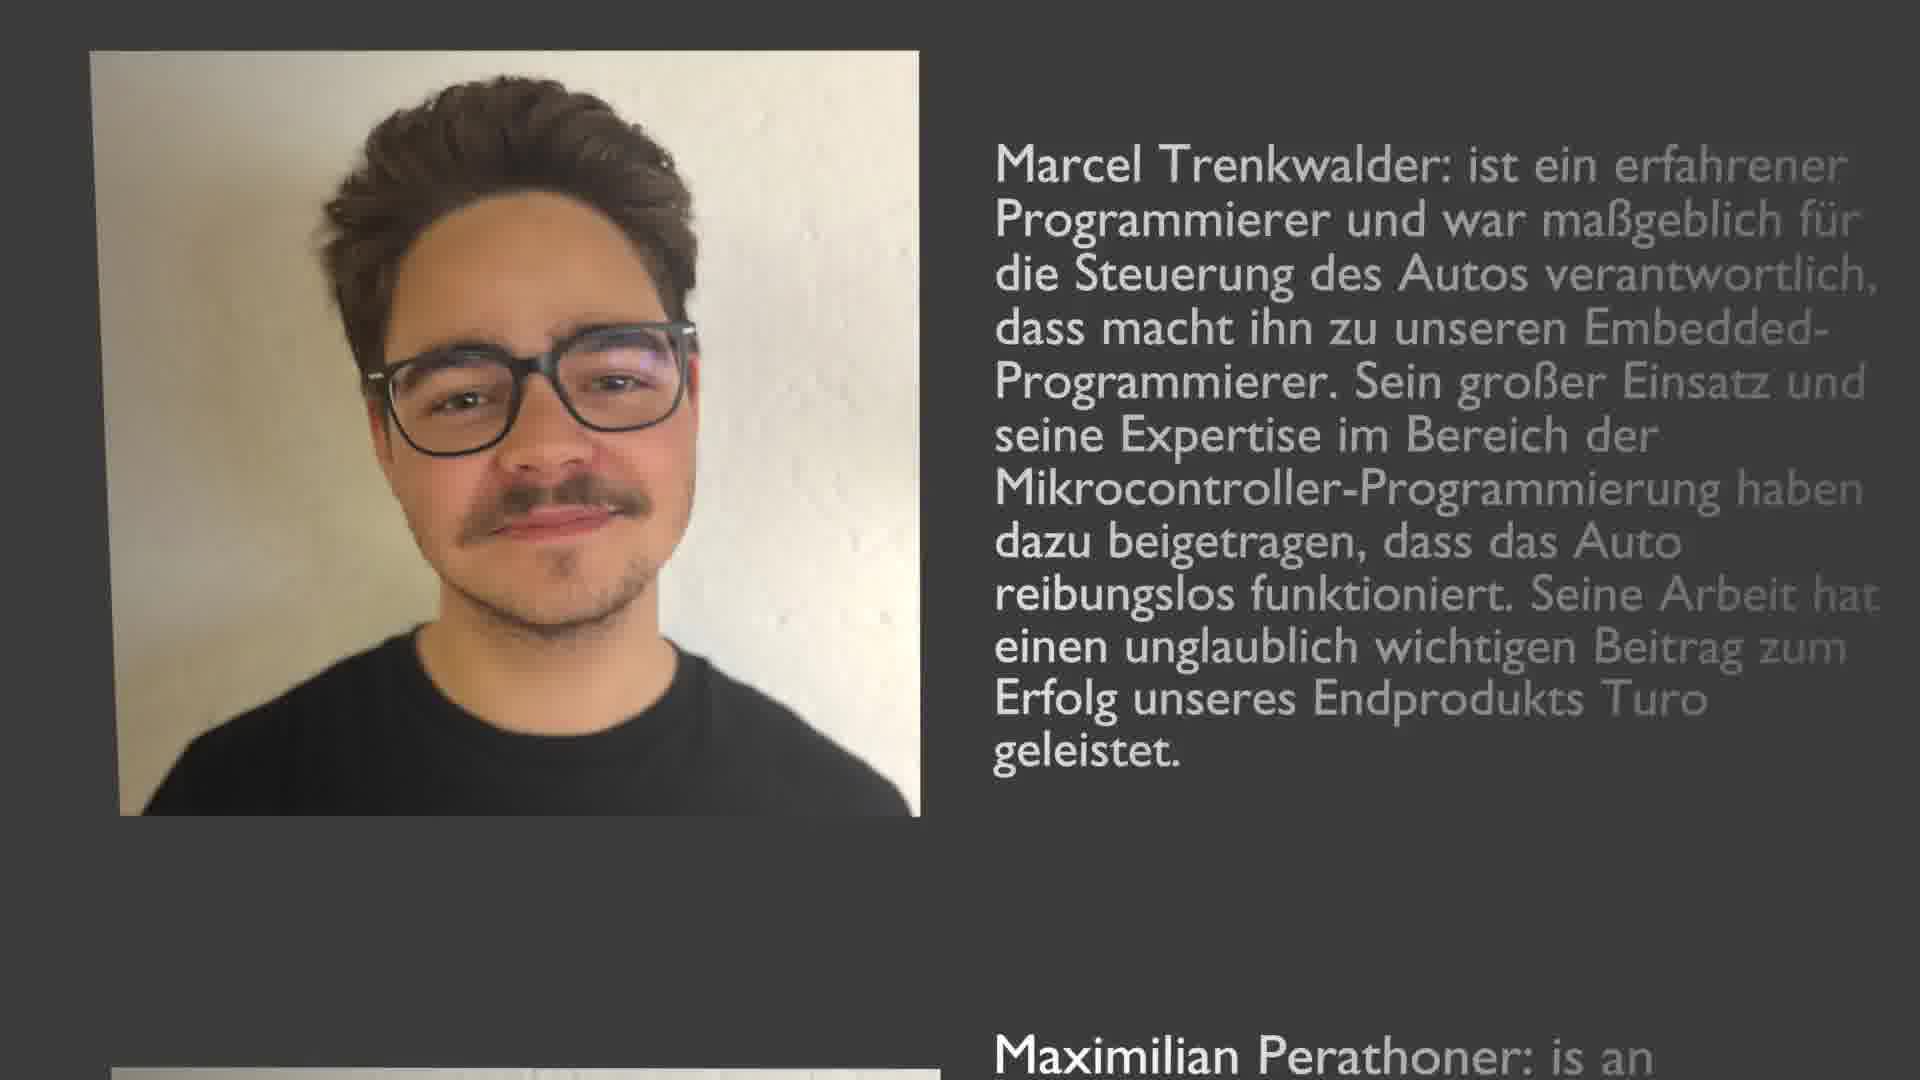 Marcel Trenkwalder: ist ein erfahrener
Programmierer und war maßgeblich für
die Steuerung des Autos verantwortlich,
dass macht ihn zu unseren Embedded-
Programmierer. Sein großer Einsatz und
seine Expertise im Bereich der
Mikrocontroller-Programmierung haben
dazu beigetragen, dass das Auto
reibungslos funktioniert. Seine Arbeit hat
einen unglaublich wichtigen Beitrag zum
Erfolg unseres Endprodukts Turo
geleistet.
Maximilian Perathoner: is an